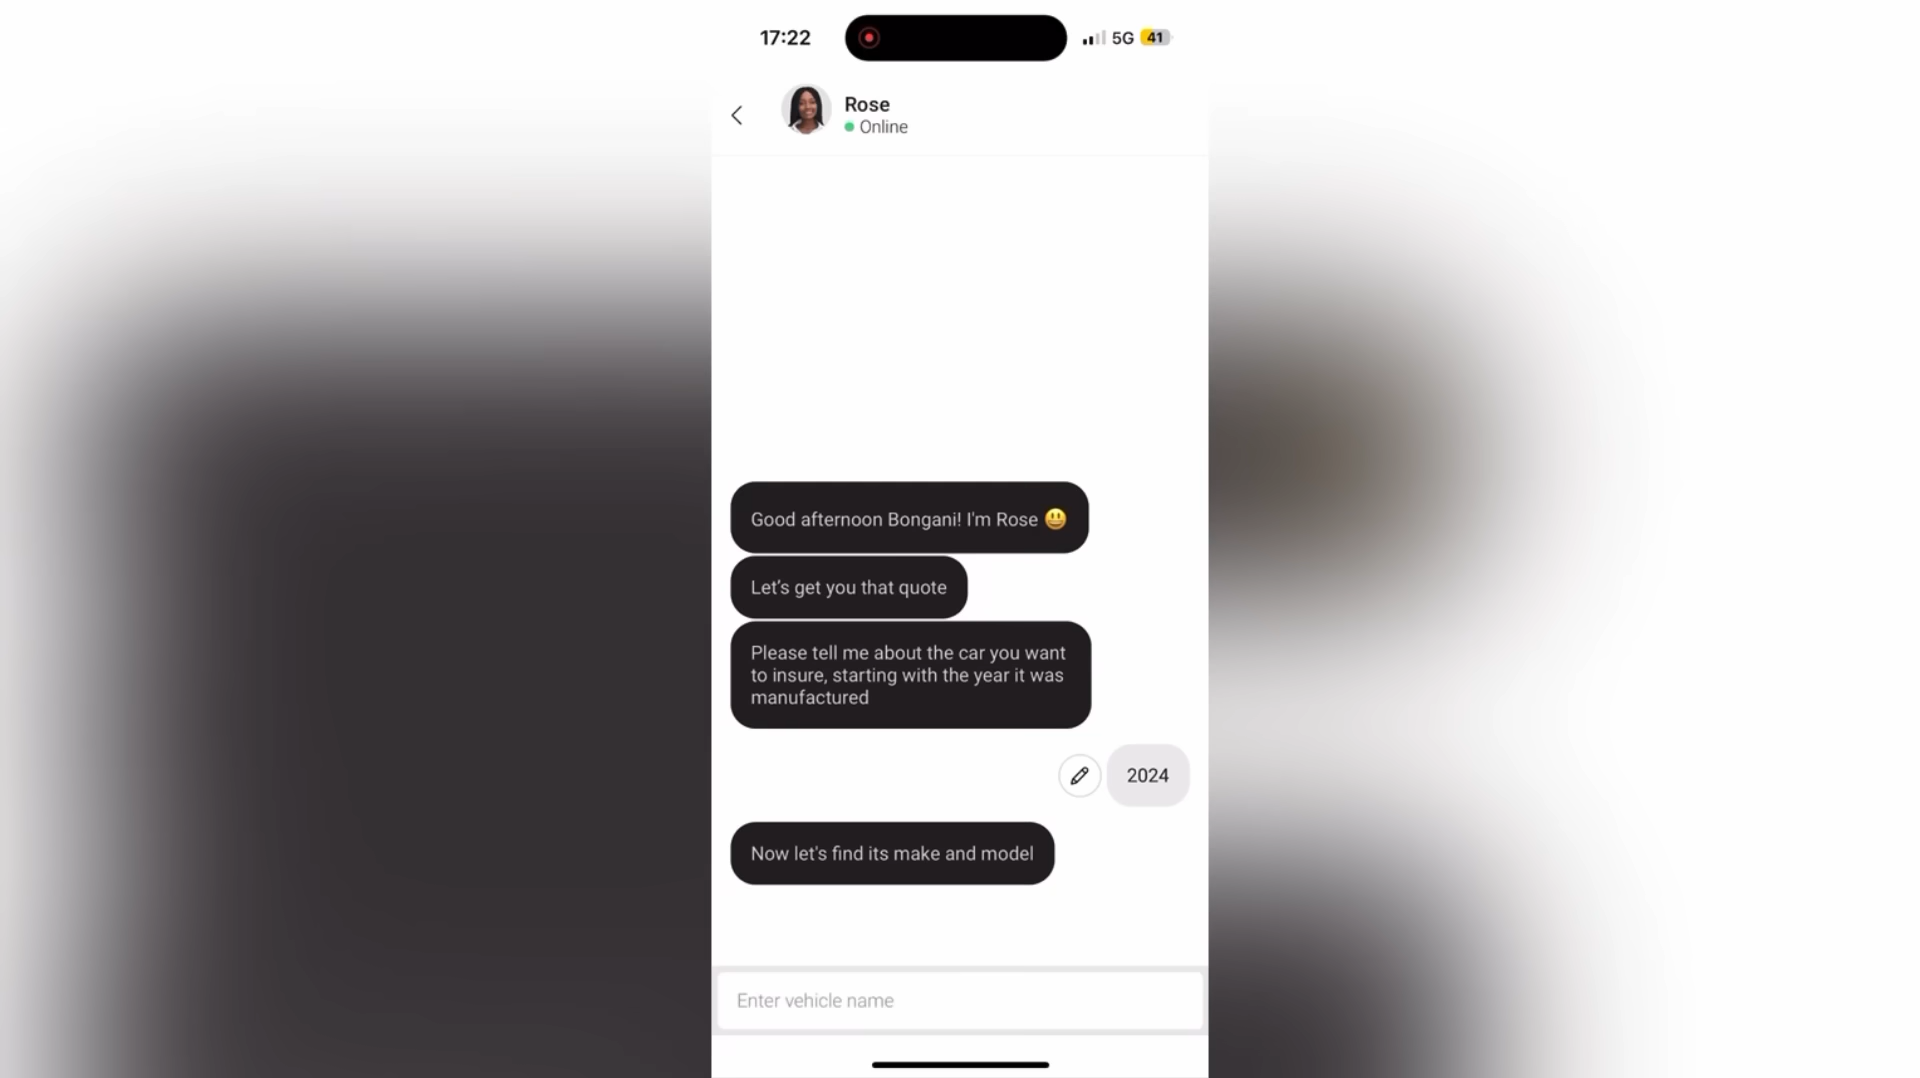 17:22
5G 41
Rose
Online
Good afternoon Bongani! I'm Rose 😃
Let's get you that quote
Please tell me about the car you want
to insure, starting with the year it was
manufactured
2024
Now let's find its make and model
Enter vehicle name